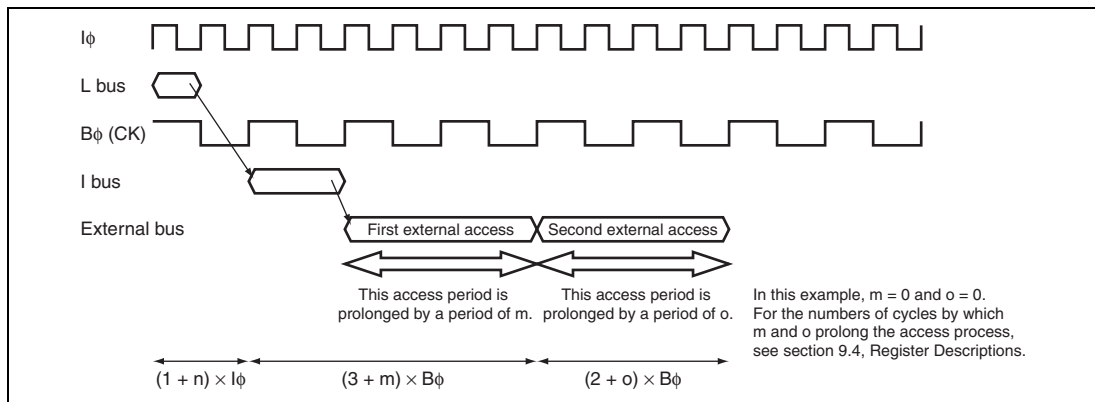 Iϕ
L bus
Bϕ (CK)
I bus
External bus
First external access
Second external access
This access period is
prolonged by a period of m.
This access period is
prolonged by a period of o.
In this example, m = 0 and o = 0.
For the numbers of cycles by which
m and o prolong the access process,
see section 9.4, Register Descriptions.
(1 + n) × Iϕ
(3 + m) × Bϕ
(2 + o) × Bϕ